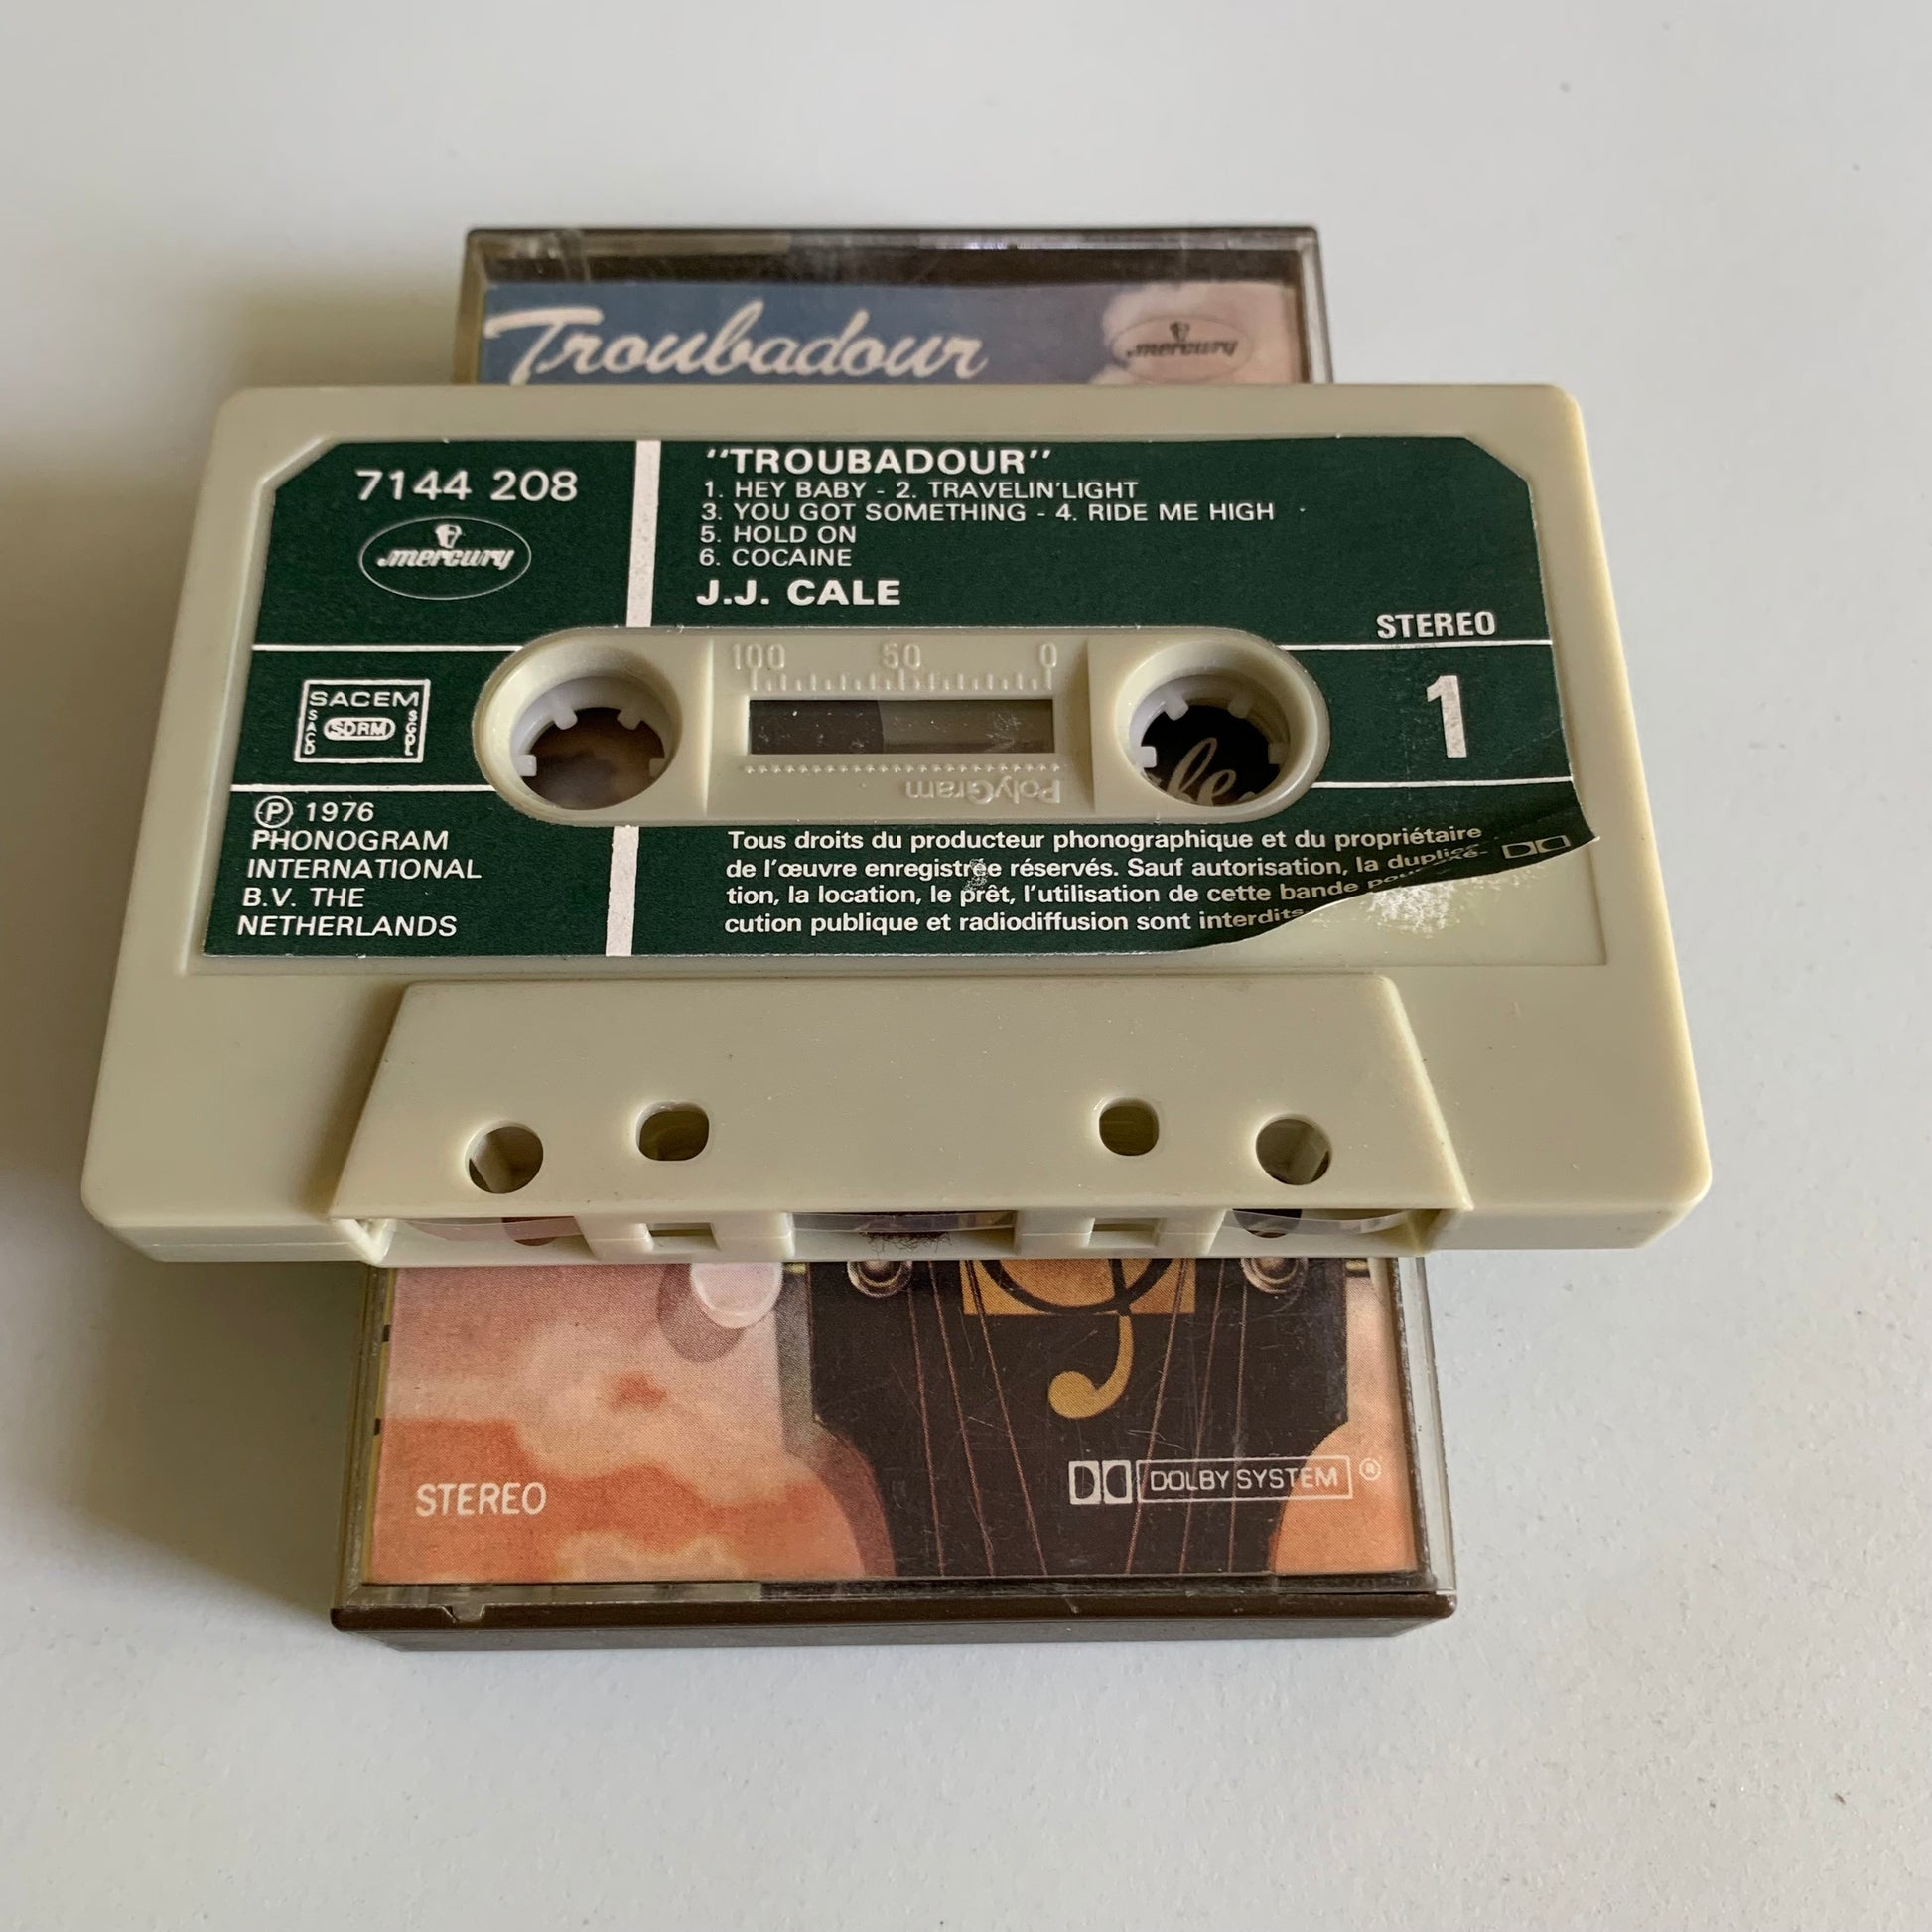 Troubadour
mercury
7144 208
mercury
"TROUBADOUR"
1. HEY BABY - 2. TRAVELIN'LIGHT
3. YOU GOT SOMETHING - 4. RIDE ME HIGH
5. HOLD ON
6. COCAINE
J.J. CALE
STEREO
1
SACEM
SACD
SDRM
SGDL
100 50 0
PolyGram
Ⓟ 1976
PHONOGRAM
INTERNATIONAL
B.V. THE
NETHERLANDS
Tous droits du producteur phonographique et du propriétaire
de l'œuvre enregistrée réservés. Sauf autorisation, la
tion, la location, le prêt, l'utilisation de cette bande
cution publique et radiodiffusion sont
STEREO
DOLBY SYSTEM ®